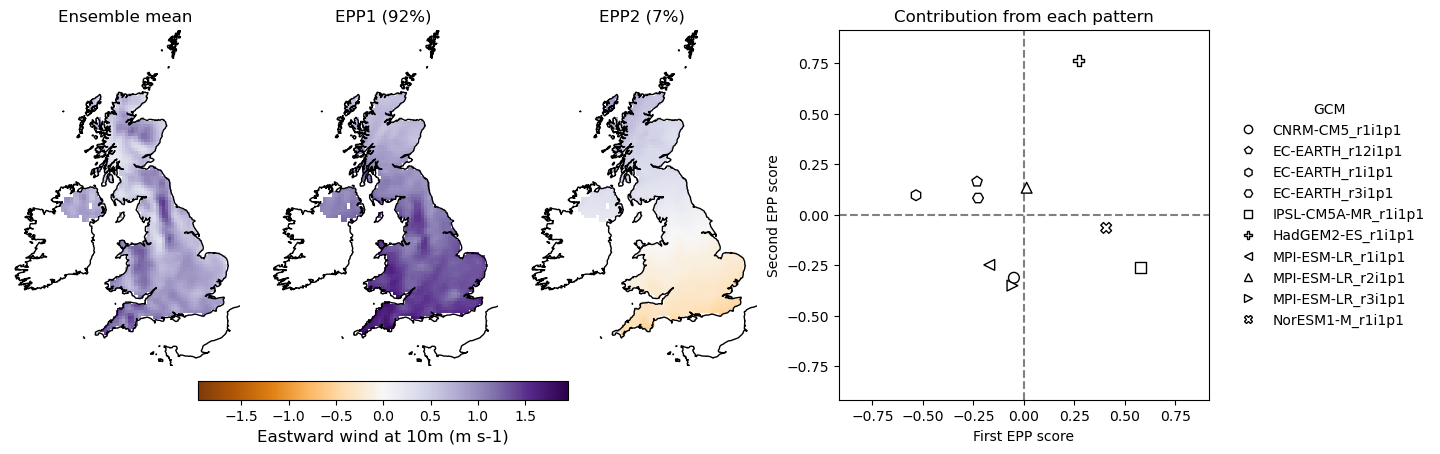 Ensemble mean
EPP1 (92%)
EPP2 (7%)
Contribution from each pattern
−1.5 −1.0 −0.5 0.0 0.5 1.0 1.5
Eastward wind at 10m (m s-1)
Second EPP score
0.75
0.50
0.25
0.00
−0.25
−0.50
−0.75
−0.75 −0.50 −0.25 0.00 0.25 0.50 0.75
First EPP score
GCM
CNRM-CM5_r1i1p1
EC-EARTH_r12i1p1
EC-EARTH_r1i1p1
EC-EARTH_r3i1p1
IPSL-CM5A-MR_r1i1p1
HadGEM2-ES_r1i1p1
MPI-ESM-LR_r1i1p1
MPI-ESM-LR_r2i1p1
MPI-ESM-LR_r3i1p1
NorESM1-M_r1i1p1